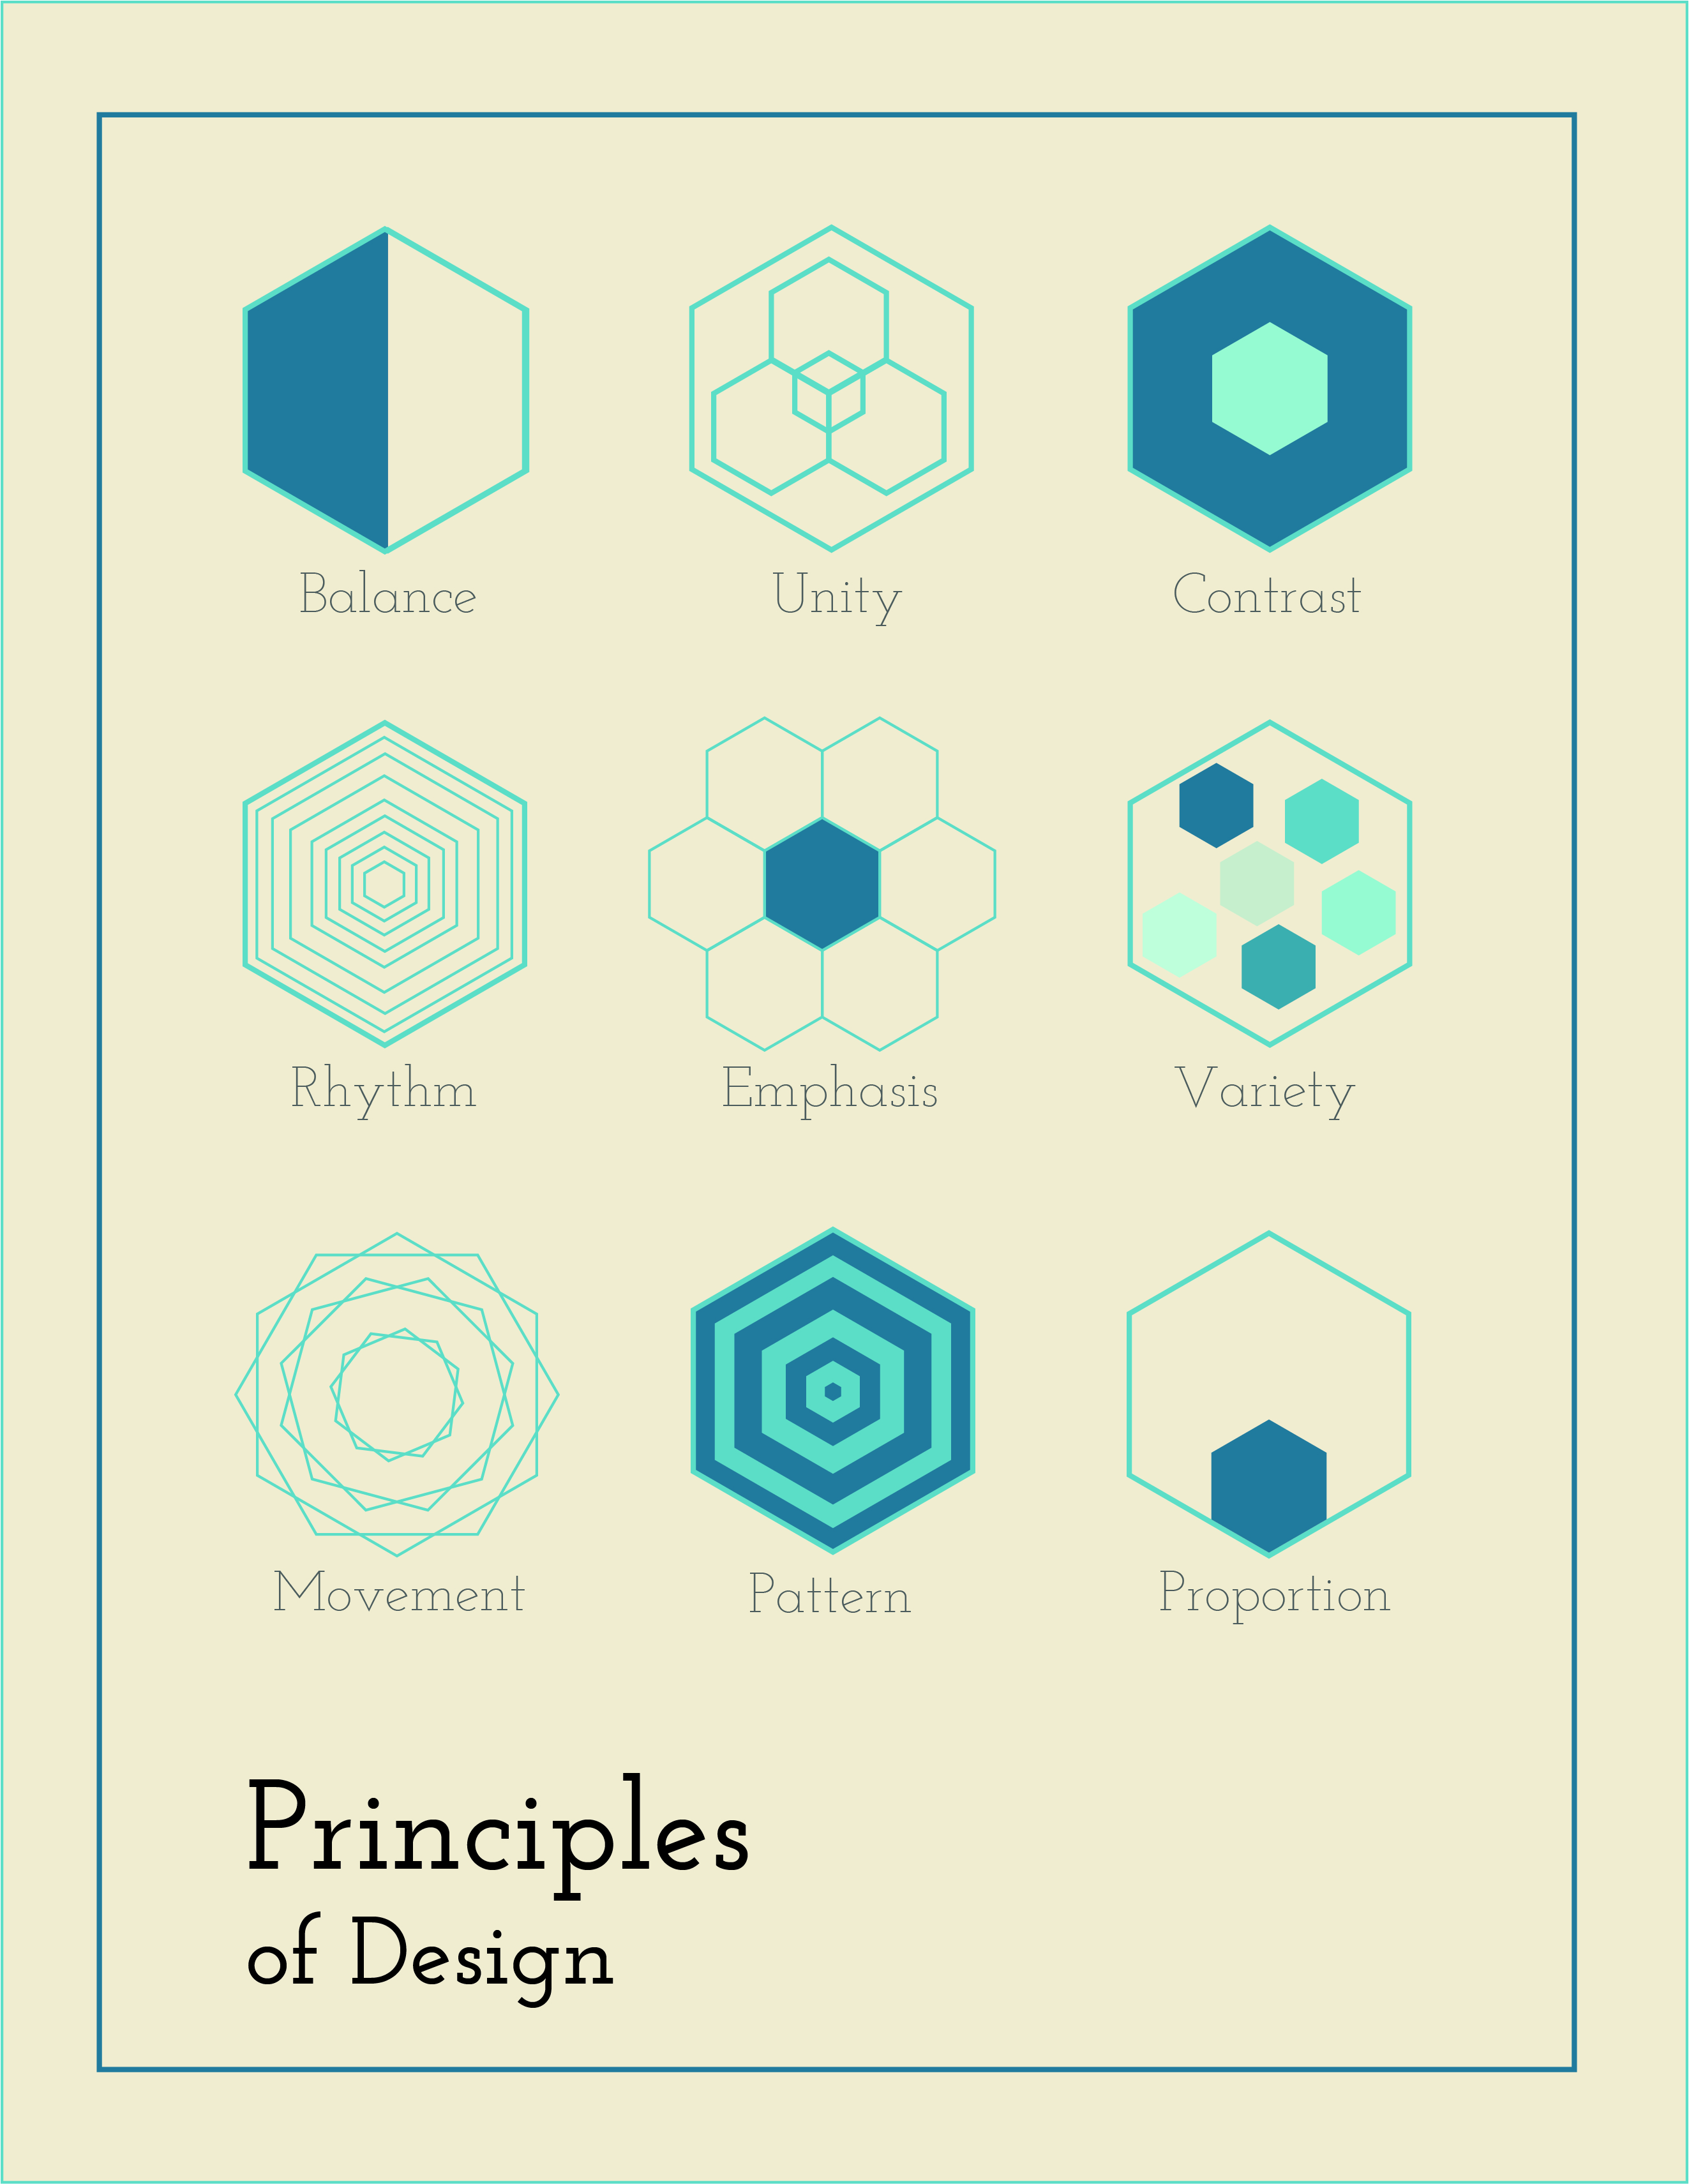 Balance
Unity
Contrast
Rhythm
Emphasis
Variety
Movement
Pattern
Proportion
Principles
of Design